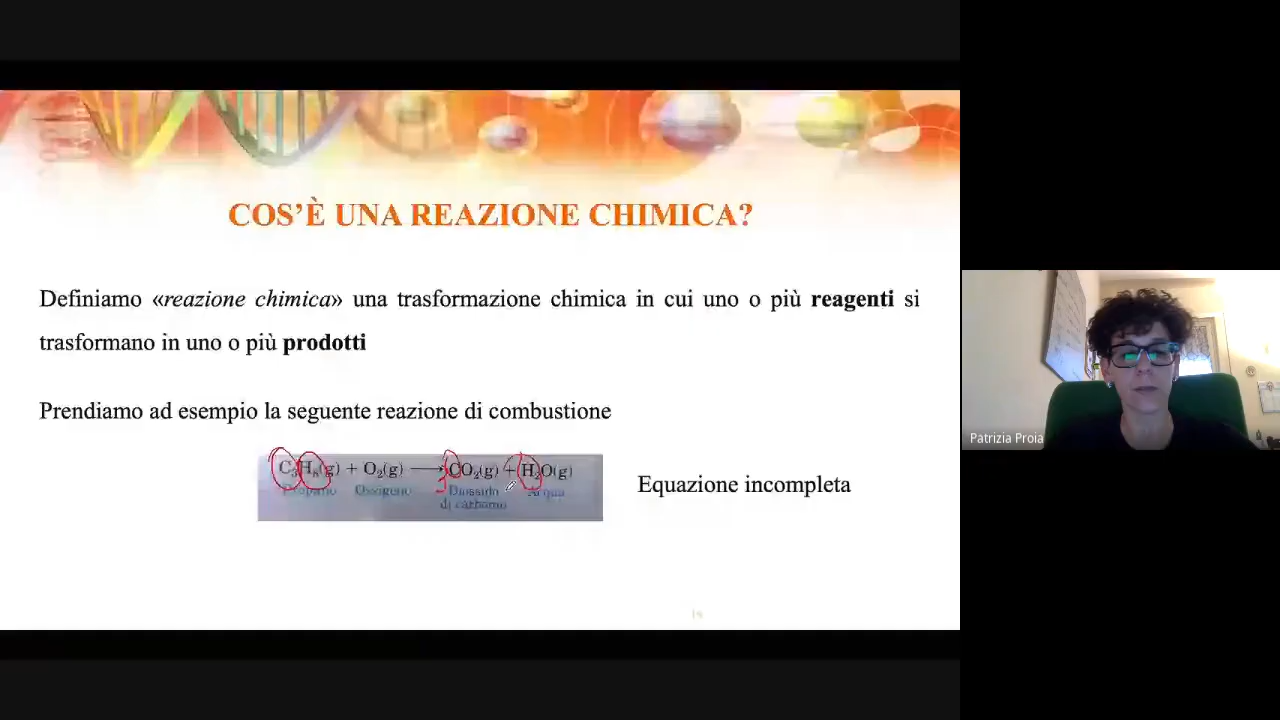 COS'È UNA REAZIONE CHIMICA?
Definiamo «reazione chimica» una trasformazione chimica in cui uno o più reagenti si
trasformano in uno o più prodotti
Prendiamo ad esempio la seguente reazione di combustione
C₃H₈(g) + O₂(g) ⟶ 3 CO₂(g) + H₂O(g)
Propano Ossigeno Diossido Acqua
di carbonio
Equazione incompleta
Patrizia Proia